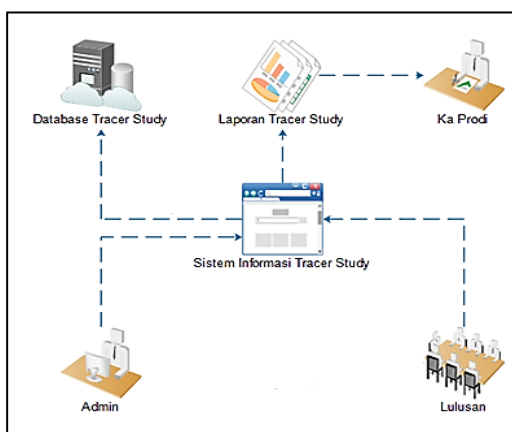 Database Tracer Study
Laporan Tracer Study
Ka Prodi
Sistem Informasi Tracer Study
Admin
Lulusan